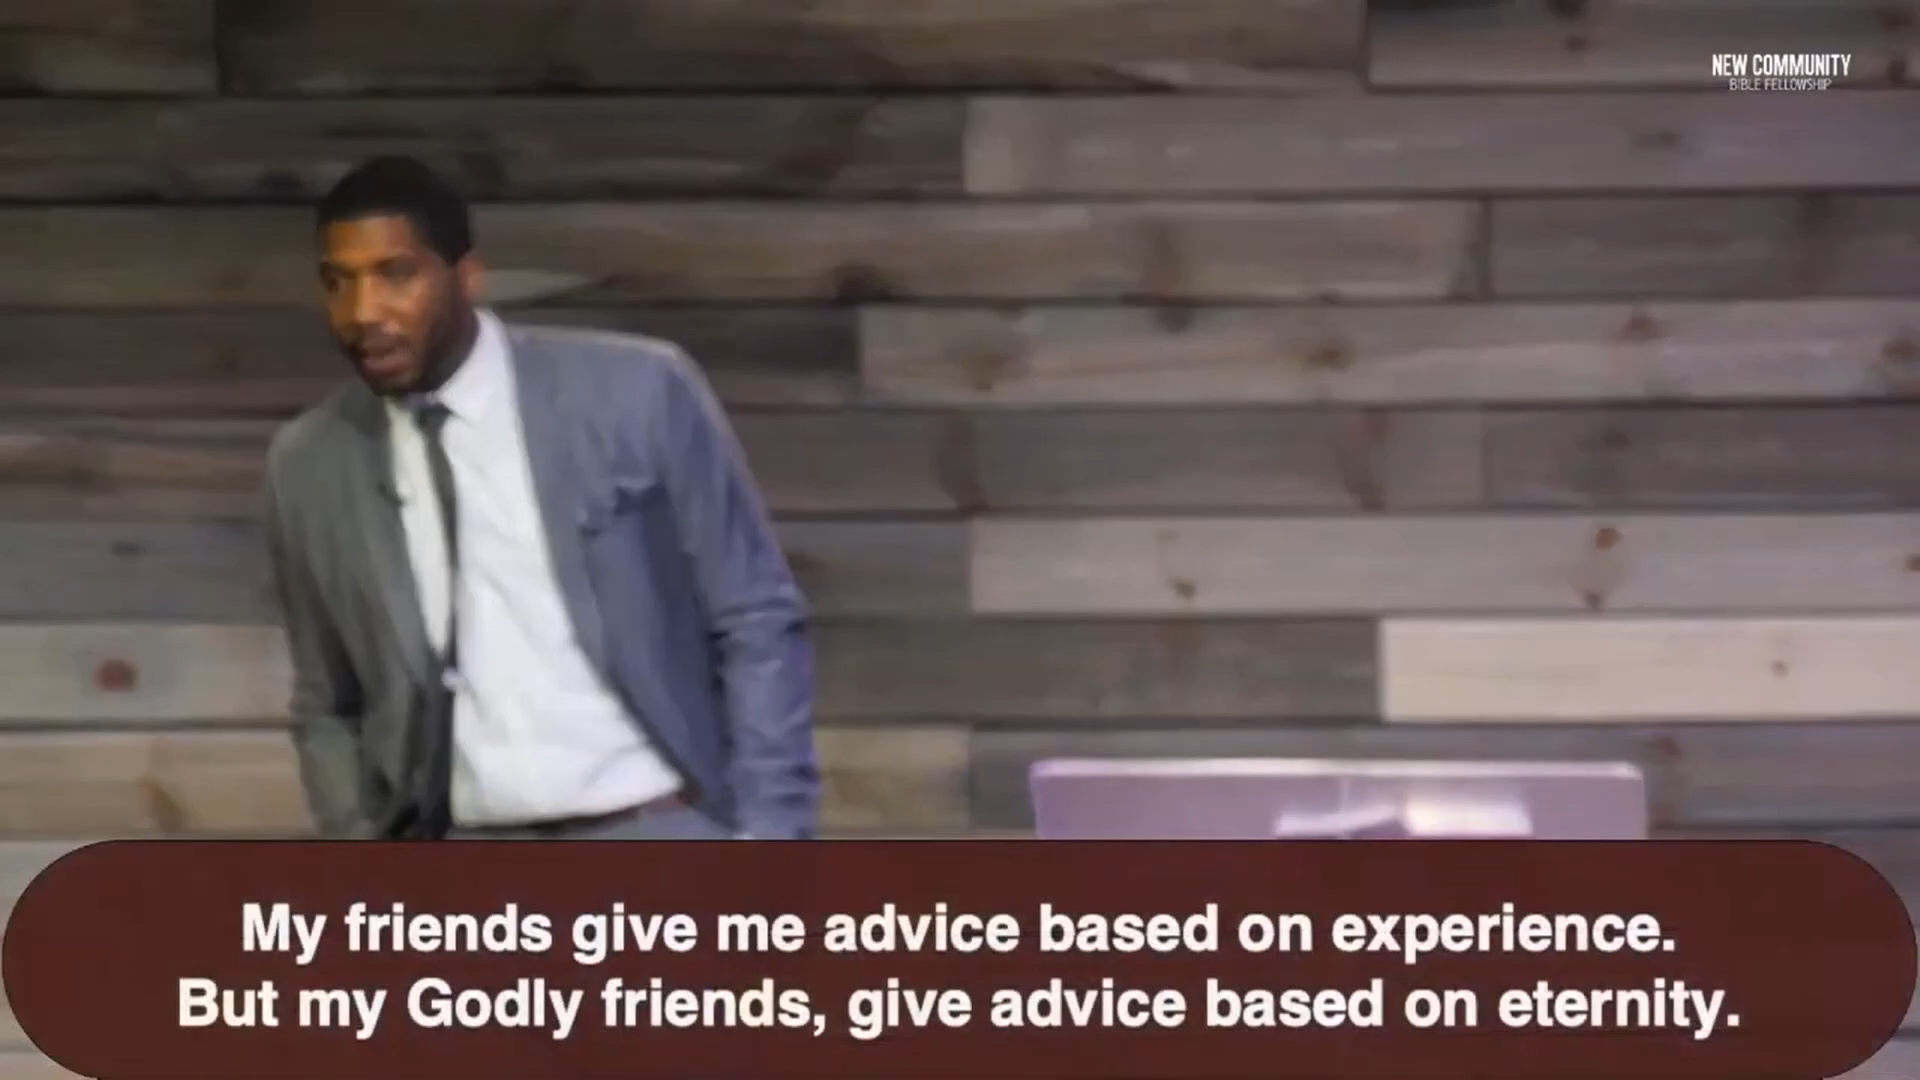 NEW COMMUNITY
BIBLE FELLOWSHIP
My friends give me advice based on experience.
But my Godly friends, give advice based on eternity.